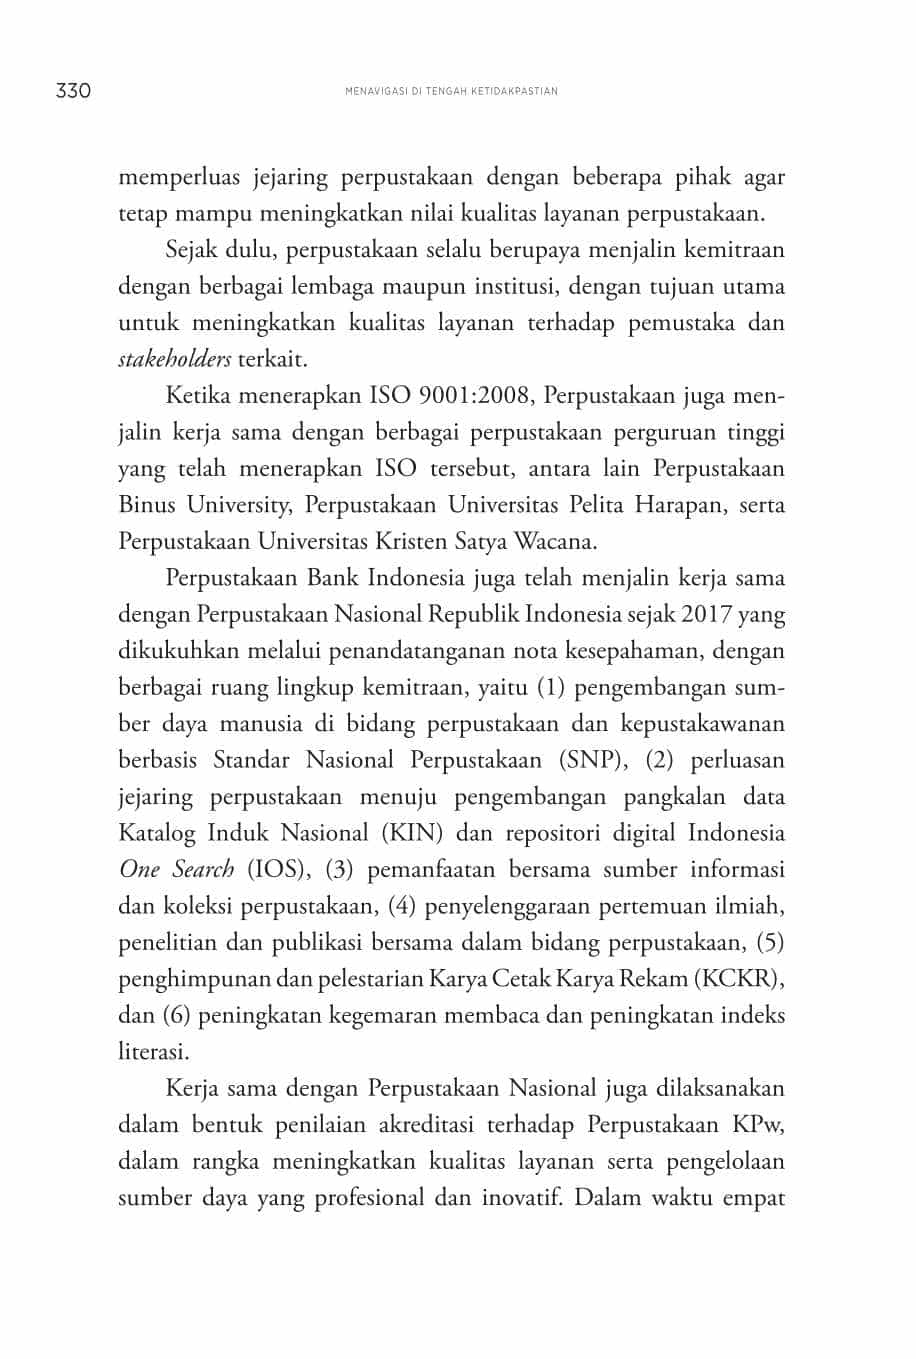 330
MENAVIGASI DI TENGAH KETIDAKPASTIAN
memperluas jejaring perpustakaan dengan beberapa pihak agar
tetap mampu meningkatkan nilai kualitas layanan perpustakaan.
Sejak dulu, perpustakaan selalu berupaya menjalin kemitraan
dengan berbagai lembaga maupun institusi, dengan tujuan utama
untuk meningkatkan kualitas layanan terhadap pemustaka dan
stakeholders terkait.
Ketika menerapkan ISO 9001:2008, Perpustakaan juga men-
jalin kerja sama dengan berbagai perpustakaan perguruan tinggi
yang telah menerapkan ISO tersebut, antara lain Perpustakaan
Binus University, Perpustakaan Universitas Pelita Harapan, serta
Perpustakaan Universitas Kristen Satya Wacana.
Perpustakaan Bank Indonesia juga telah menjalin kerja sama
dengan Perpustakaan Nasional Republik Indonesia sejak 2017 yang
dikukuhkan melalui penandatanganan nota kesepahaman, dengan
berbagai ruang lingkup kemitraan, yaitu (1) pengembangan sum-
ber daya manusia di bidang perpustakaan dan kepustakawanan
berbasis Standar Nasional Perpustakaan (SNP), (2) perluasan
jejaring perpustakaan menuju pengembangan pangkalan data
Katalog Induk Nasional (KIN) dan repositori digital Indonesia
One Search (IOS), (3) pemanfaatan bersama sumber informasi
dan koleksi perpustakaan, (4) penyelenggaraan pertemuan ilmiah,
penelitian dan publikasi bersama dalam bidang perpustakaan, (5)
penghimpunan dan pelestarian Karya Cetak Karya Rekam (KCKR),
dan (6) peningkatan kegemaran membaca dan peningkatan indeks
literasi.
Kerja sama dengan Perpustakaan Nasional juga dilaksanakan
dalam bentuk penilaian akreditasi terhadap Perpustakaan KPw,
dalam rangka meningkatkan kualitas layanan serta pengelolaan
sumber daya yang profesional dan inovatif. Dalam waktu empat